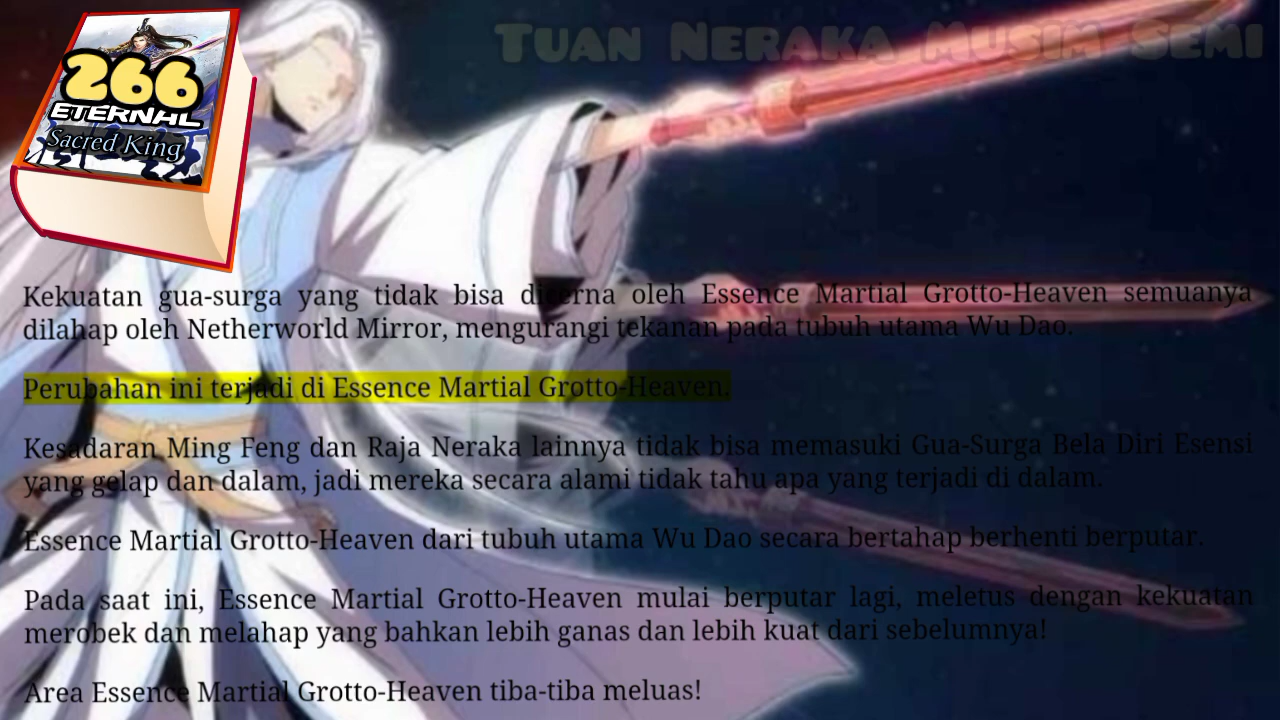 Tuan Neraka Musim Semi
266
ETERNAL
Sacred King
Kekuatan gua-surga yang tidak bisa dicerna oleh Essence Martial Grotto-Heaven semuanya
dilahap oleh Netherworld Mirror, mengurangi tekanan pada tubuh utama Wu Dao.
Perubahan ini terjadi di Essence Martial Grotto-Heaven.
Kesadaran Ming Feng dan Raja Neraka lainnya tidak bisa memasuki Gua-Surga Bela Diri Esensi
yang gelap dan dalam, jadi mereka secara alami tidak tahu apa yang terjadi di dalam.
Essence Martial Grotto-Heaven dari tubuh utama Wu Dao secara bertahap berhenti berputar.
Pada saat ini, Essence Martial Grotto-Heaven mulai berputar lagi, meletus dengan kekuatan
merobek dan melahap yang bahkan lebih ganas dan lebih kuat dari sebelumnya!
Area Essence Martial Grotto-Heaven tiba-tiba meluas!